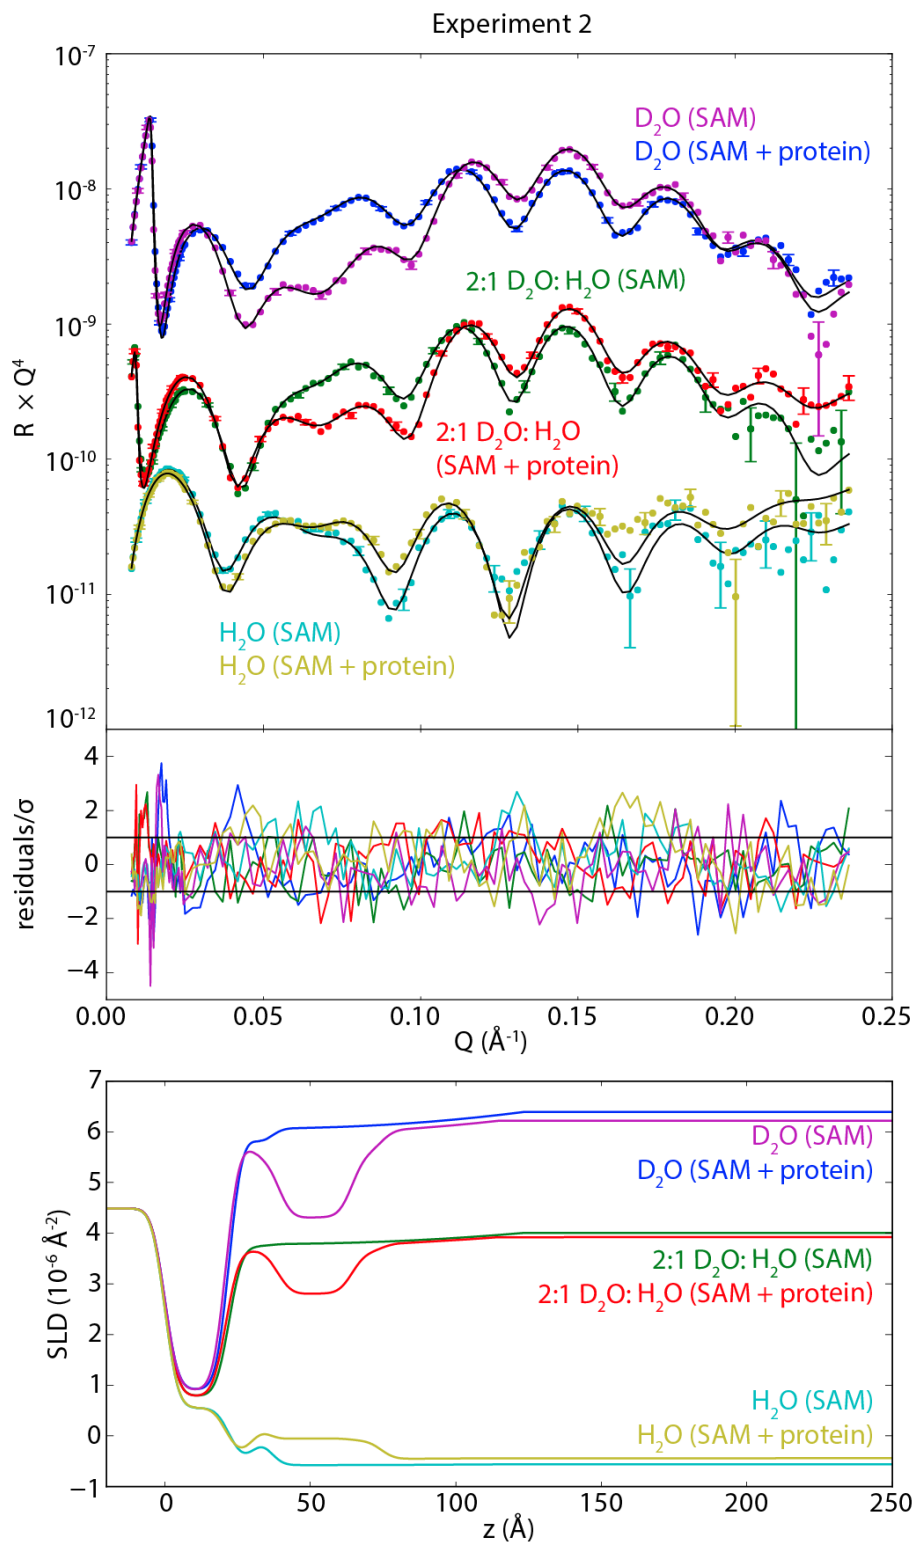 Experiment 2
10⁻⁷
D₂O (SAM)
D₂O (SAM + protein)
10⁻⁸
2:1 D₂O: H₂O (SAM)
10⁻⁹
R × Q⁴
2:1 D₂O: H₂O
(SAM + protein)
10⁻¹⁰
10⁻¹¹
H₂O (SAM)
H₂O (SAM + protein)
10⁻¹²
4
2
0
−2
−4
residuals/σ
0.00 0.05 0.10 0.15 0.20 0.25
Q (Å⁻¹)
7
6
5
4
3
2
1
0
−1
SLD (10⁻⁶ Å⁻²)
D₂O (SAM)
D₂O (SAM + protein)
2:1 D₂O: H₂O (SAM)
2:1 D₂O: H₂O (SAM + protein)
H₂O (SAM)
H₂O (SAM + protein)
0 50 100 150 200 250
z (Å)